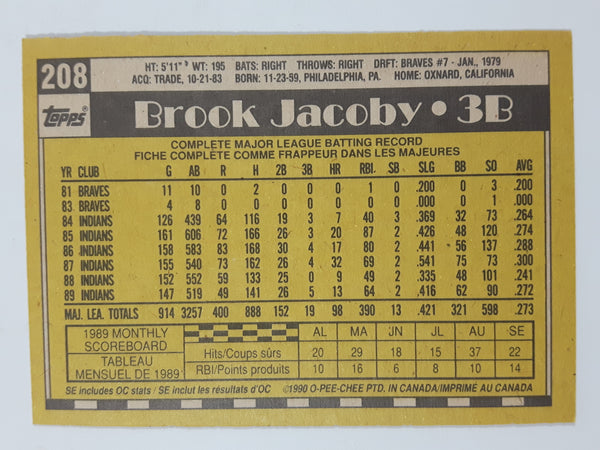 208
HT: 5'11" WT: 195 BATS: RIGHT THROWS: RIGHT DRFT: BRAVES #7 - JAN., 1979
ACQ: TRADE, 10-21-83 BORN: 11-23-59, PHILADELPHIA, PA. HOME: OXNARD, CALIFORNIA
Topps® Brook Jacoby • 3B
COMPLETE MAJOR LEAGUE BATTING RECORD
FICHE COMPLÈTE COMME FRAPPEUR DANS LES MAJEURES
YR CLUB G AB R H 2B 3B HR RBI SB SLG BB SO AVG
81 BRAVES 11 10 0 2 0 0 0 1 0 .200 0 3 .200
83 BRAVES 4 8 0 0 0 0 0 0 0 .000 0 1 .000
84 INDIANS 126 439 64 116 19 3 7 40 3 .369 32 73 .264
85 INDIANS 161 606 72 166 26 3 20 87 2 .426 48 120 .274
86 INDIANS 158 583 83 168 30 4 17 80 2 .441 56 137 .288
87 INDIANS 155 540 73 162 26 4 32 69 2 .541 75 73 .300
88 INDIANS 152 552 59 133 25 0 9 49 2 .335 48 101 .241
89 INDIANS 147 519 49 141 26 5 13 64 2 .416 62 90 .272
MAJ. LEA. TOTALS 914 3257 400 888 152 19 98 390 13 .421 321 598 .273
1989 MONTHLY SCOREBOARD AL MA JN JL AU SE
TABLEAU Hits/Coups sûrs 20 29 18 15 37 22
MENSUEL DE 1989 RBI/Points produits 10 16 6 8 10 14
SE includes OC stats / SE inclut les résultats d'OC ©1990 O-PEE-CHEE PTD. IN CANADA/IMPRIMÉ AU CANADA